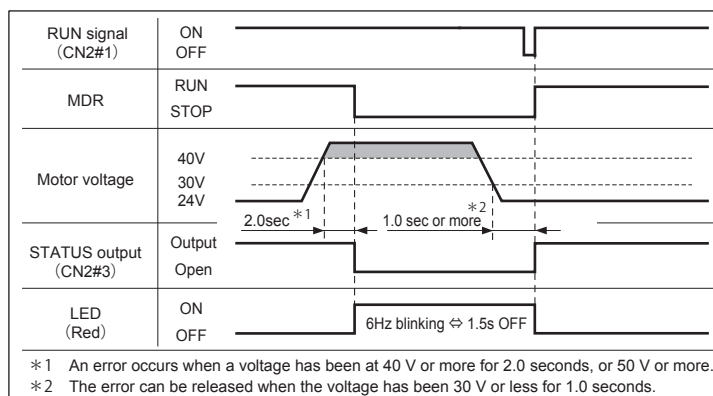 RUN signal
（CN2#1）
ON
OFF
MDR
RUN
STOP
Motor voltage
40V
30V
24V
2.0sec ＊1
1.0 sec or more ＊2
STATUS output
（CN2#3）
Output
Open
LED
（Red）
ON
OFF
6Hz blinking ⇔ 1.5s OFF
＊1 An error occurs when a voltage has been at 40 V or more for 2.0 seconds, or 50 V or more.
＊2 The error can be released when the voltage has been 30 V or less for 1.0 seconds.